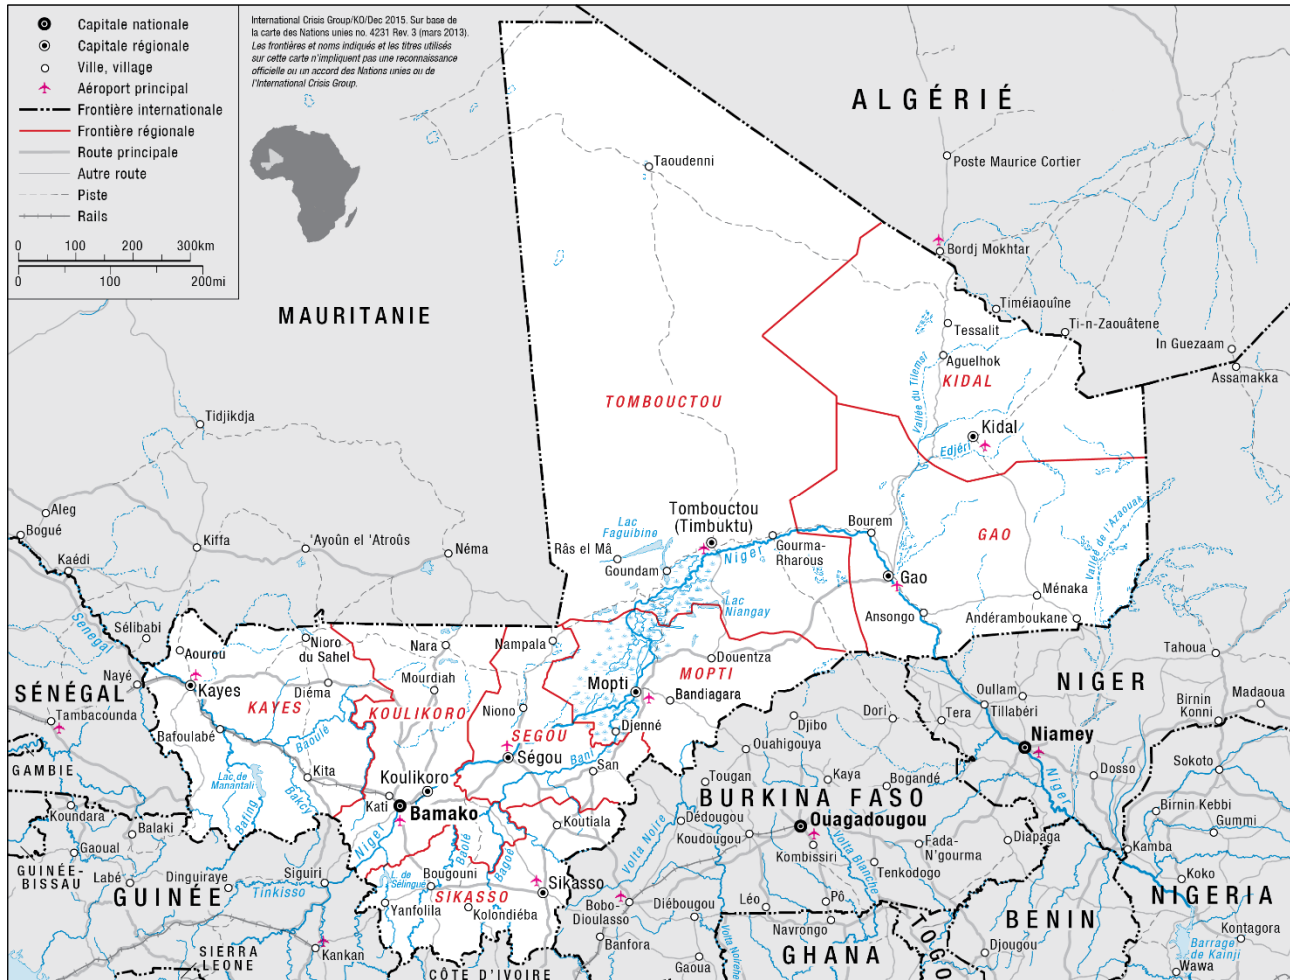 Capitale nationale
Capitale régionale
Ville, village
Aéroport principal
Frontière internationale
Frontière régionale
Route principale
Autre route
Piste
Rails
0 100 200 300km
0 100 200mi
International Crisis Group/KO/Dec 2015. Sur base de
la carte des Nations unies no. 4231 Rev. 3 (mars 2013).
Les frontières et noms indiqués et les titres utilisés
sur cette carte n'impliquent pas une reconnaissance
officielle ou un accord des Nations unies ou de
l'International Crisis Group.
ALGÉRIÉ
Taoudenni
Poste Maurice Cortier
Bordj Mokhtar
MAURITANIE
Timéiaouîne
Tessalit
Ti-n-Zaouâtene
In Guezaam
Aguelhok
Assamakka
Vallée du Tilemsi
KIDAL
TOMBOUCTOU
Tidjikdja
Kidal
Edjéri
Aleg
Bogué
Kiffa
'Ayoûn el 'Atroûs
Néma
Kaédi
Lac
Faguibine
Tombouctou
(Timbuktu)
Râs el Mâ
Goundam
Niger
Gourma-
Rharous
Bourem
GAO
Vallée de l'Azaouak
Gao
Ménaka
Lac
Niangay
Ansongo
Andéramboukane
Sénégal
Sélibabi
Aourou
Nioro
du Sahel
Nara
Nampala
Douentza
Tahoua
Nayé
SÉNÉGAL
Kayes
Diéma
Mourdiah
Mopti
MOPTI
Bandiagara
Oullam
NIGER
Tambacounda
KAYES
KOULIKORO
Niono
Djenné
Djibo
Dori
Tera
Tillabéri
Birnin
Konni
Madaoua
Bafoulabé
Baoulé
SEGOU
Ségou
Bani
San
Ouahigouya
Niamey
GAMBIE
Lac de
Manantali
Kita
Koulikoro
Tougan
Kaya
Bogandé
Dosso
Sokoto
Koundara
Bafing
Bakoy
Kati
Bamako
BURKINA FASO
Ouagadougou
Niger
Birnin Kebbi
Balaki
Koutiala
Dédougou
Koudougou
Gummi
Gaoual
GUINÉE-
BISSAU
Niger
Baoulé
Bagoé
Volta Noire
Kombissiri
Volta Blanche
Fada-
N'gourma
Diapaga
Kamba
Labé
Dinguiraye
Siguiri
L. de
Sélingue
Bougouni
Sikasso
Tenkodogo
Koko
GUINÉE
Tinkisso
SIKASSO
Yanfolila
Kolondiéba
Bobo-
Dioulasso
Diébougou
Léo
Pô
NIGERIA
Kankan
Banfora
Navrongo
BENIN
Kontagora
SIERRA
LEONE
CÔTE D'IVOIRE
Gaoua
Volta Noire
GHANA
TOGO
Djougou
Barrage
de Kainji
Wawa